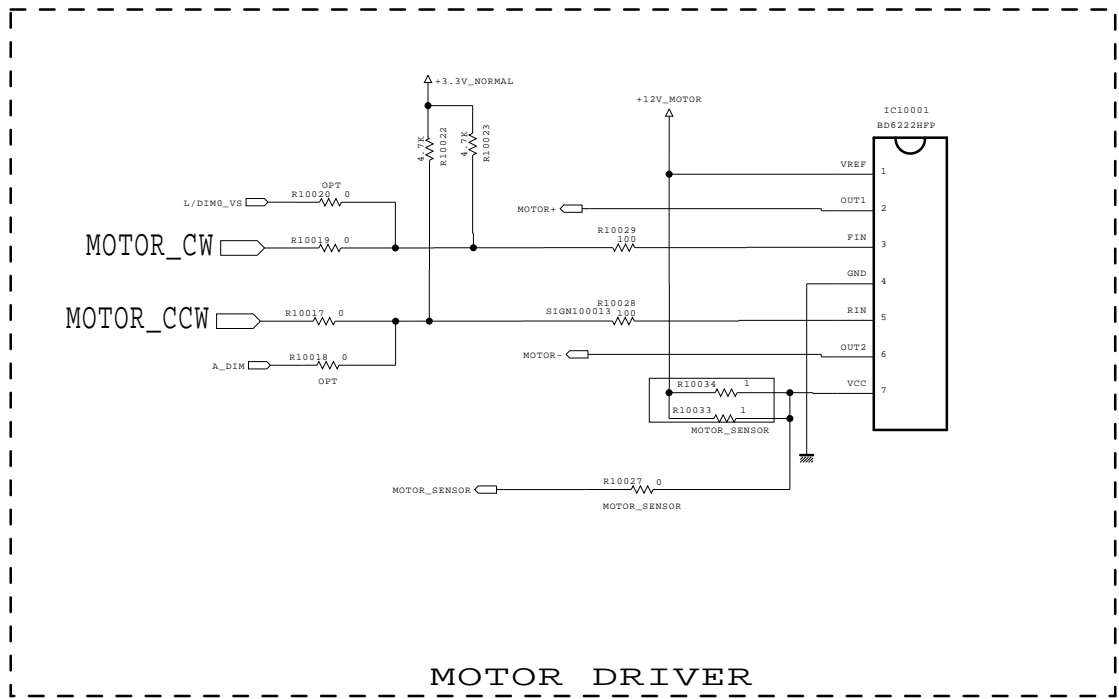 +3.3V_NORMAL
+12V_MOTOR
IC10001
BD6222HFP
4.7K
R10022
4.7K
R10023
VREF
1
OPT
R10020 0
L/DIM0_VS
MOTOR+
OUT1
2
MOTOR_CW
R10019 0
R10029
100
FIN
3
GND
4
MOTOR_CCW
R10017 0
SIGN100013
R10028
100
RIN
5
MOTOR-
OUT2
6
A_DIM
R10018 0
OPT
R10034 1
VCC
7
R10033 1
MOTOR_SENSOR
MOTOR_SENSOR
R10027 0
MOTOR_SENSOR
MOTOR DRIVER